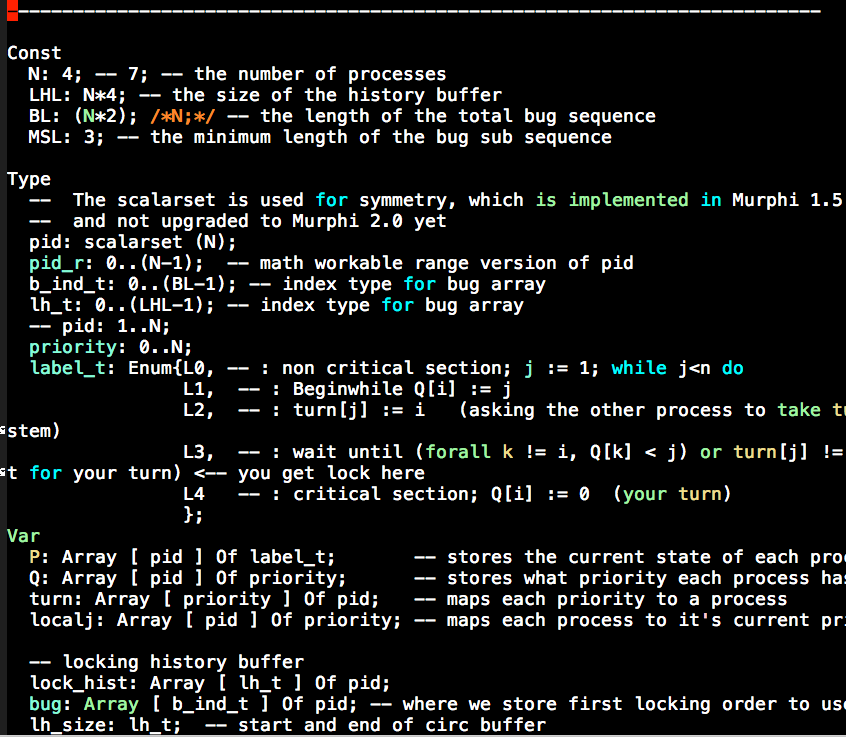 --------------------------------------------------------------------------
Const
  N: 4; -- 7; -- the number of processes
  LHL: N*4; -- the size of the history buffer
  BL: (N*2); /*N;*/ -- the length of the total bug sequence
  MSL: 3; -- the minimum length of the bug sub sequence
Type
  --  The scalarset is used for symmetry, which is implemented in Murphi 1.5
  --  and not upgraded to Murphi 2.0 yet
  pid: scalarset (N);
  pid_r: 0..(N-1);  -- math workable range version of pid
  b_ind_t: 0..(BL-1); -- index type for bug array
  lh_t: 0..(LHL-1); -- index type for bug array
  -- pid: 1..N;
  priority: 0..N;
  label_t: Enum{L0, -- : non critical section; j := 1; while j<n do
                L1,  -- : Beginwhile Q[i] := j
                L2,  -- : turn[j] := i   (asking the other process to take
stem)
                L3,  -- : wait until (forall k != i, Q[k] < j) or turn[j] !=
t for your turn) <-- you get lock here
                L4   -- : critical section; Q[i] := 0  (your turn)
                };
Var
  P: Array [ pid ] Of label_t;       -- stores the current state of each
  Q: Array [ pid ] Of priority;      -- stores what priority each process
  turn: Array [ priority ] Of pid;   -- maps each priority to a process
  localj: Array [ pid ] Of priority; -- maps each process to it's current
  -- locking history buffer
  lock_hist: Array [ lh_t ] Of pid;
  bug: Array [ b_ind_t ] Of pid; -- where we store first locking order to
  lh_size: lh_t;  -- start and end of circ buffer